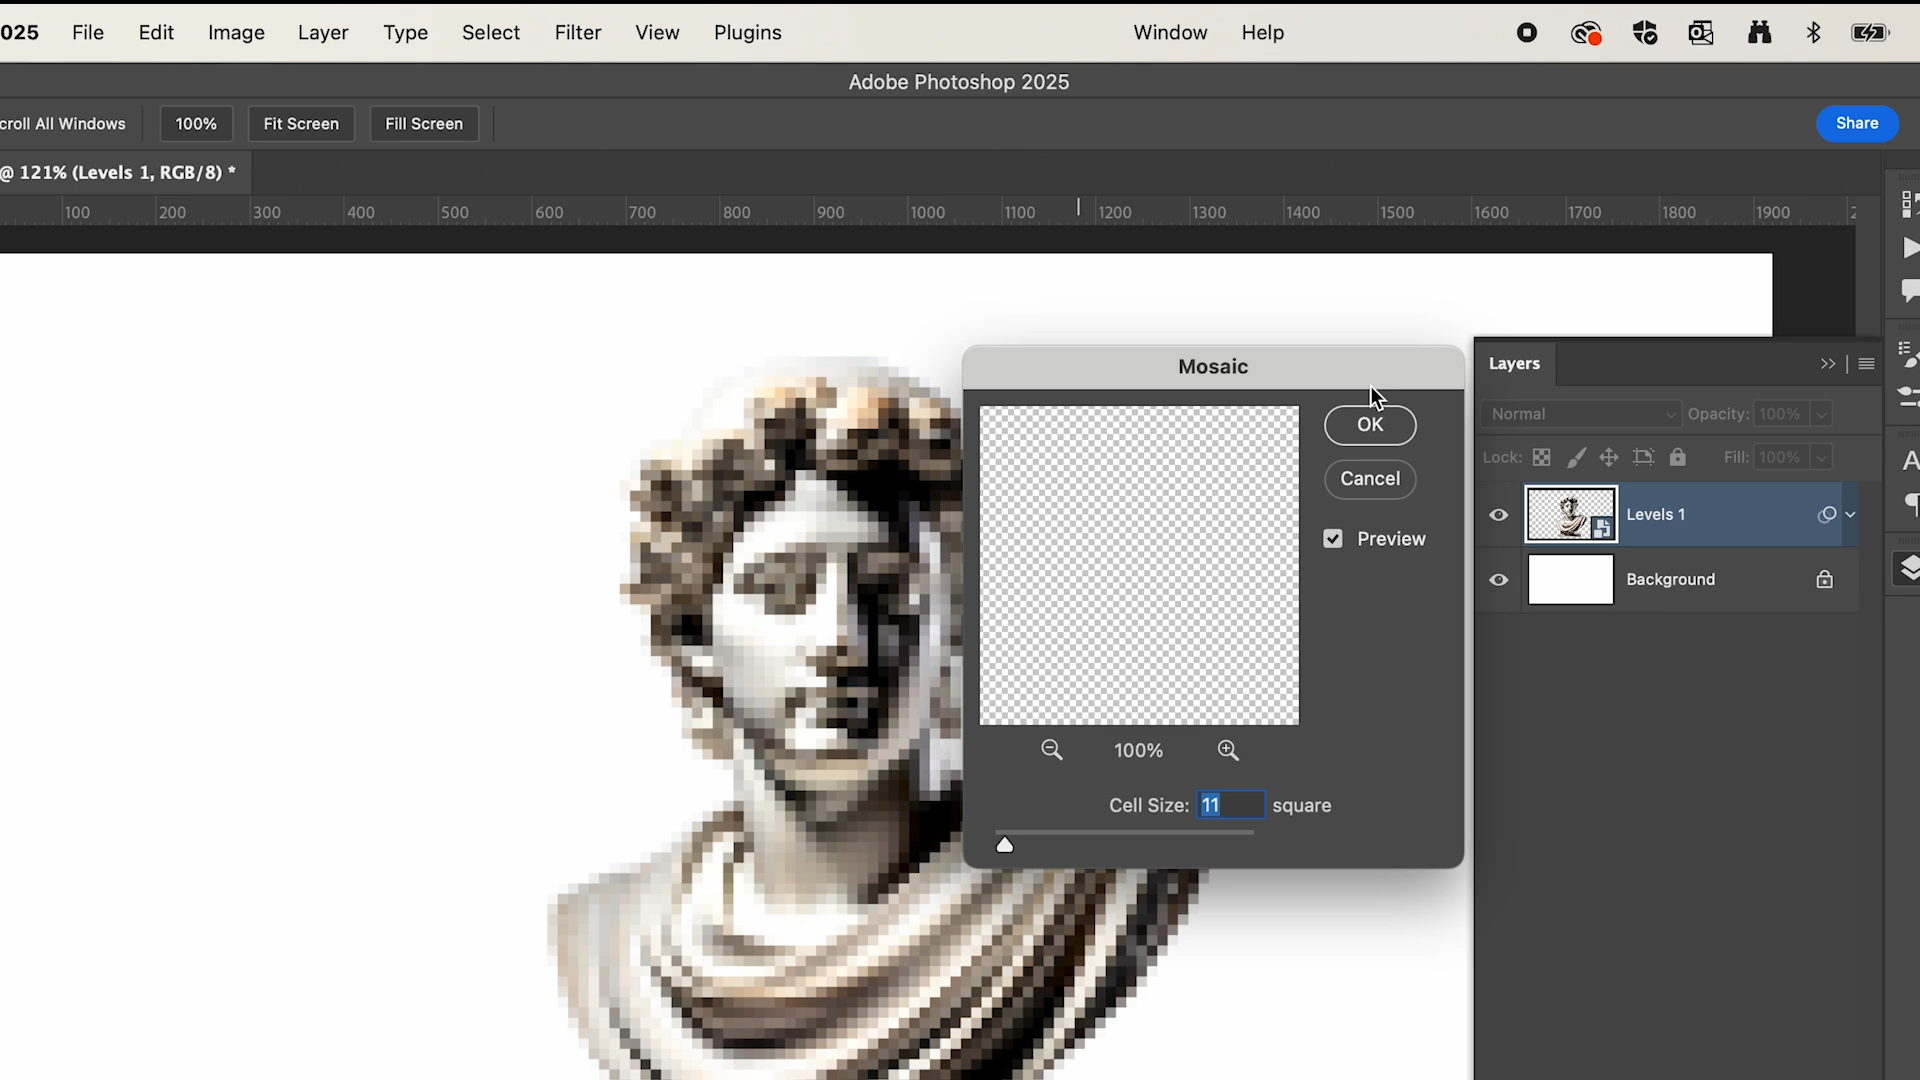 025 File Edit Image Layer Type Select Filter View Plugins Window Help
Adobe Photoshop 2025
croll All Windows 100% Fit Screen Fill Screen Share
@ 121% (Levels 1, RGB/8) *
100 200 300 400 500 600 700 800 900 1000 1100 1200 1300 1400 1500 1600 1700 1800 1900 2
Mosaic
OK
Cancel
Preview
100%
Cell Size: 11 square
Layers
Normal Opacity: 100%
Lock: Fill: 100%
Levels 1
Background